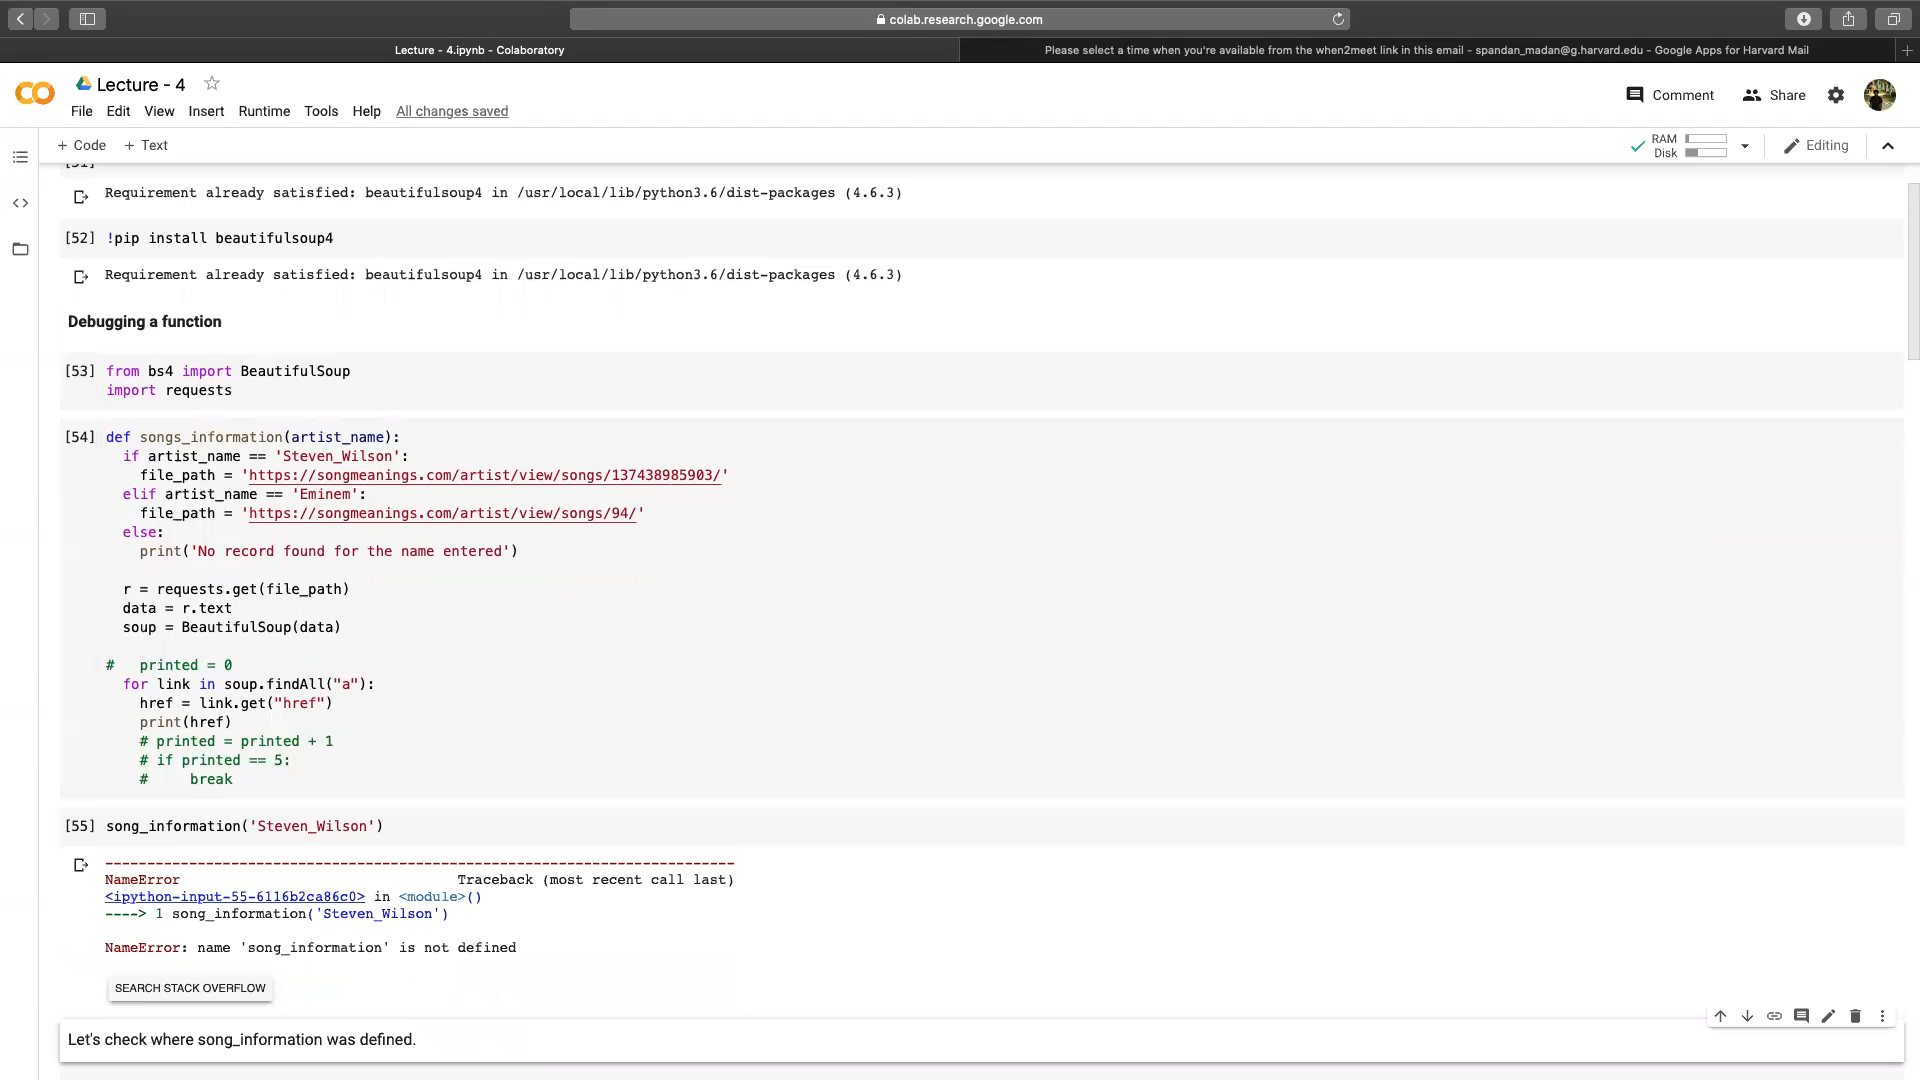 colab.research.google.com
Lecture - 4.ipynb - Colaboratory
Please select a time when you're available from the when2meet link in this email - spandan_madan@g.harvard.edu - Google Apps for Harvard Mail
CO
Lecture - 4
Comment
Share
File Edit View Insert Runtime Tools Help All changes saved
+ Code + Text
RAM
Disk
Editing
[51]
Requirement already satisfied: beautifulsoup4 in /usr/local/lib/python3.6/dist-packages (4.6.3)
[52] !pip install beautifulsoup4
Requirement already satisfied: beautifulsoup4 in /usr/local/lib/python3.6/dist-packages (4.6.3)
Debugging a function
[53] from bs4 import BeautifulSoup
import requests
[54] def songs_information(artist_name):
if artist_name == 'Steven_Wilson':
file_path = 'https://songmeanings.com/artist/view/songs/137438985903/'
elif artist_name == 'Eminem':
file_path = 'https://songmeanings.com/artist/view/songs/94/'
else:
print('No record found for the name entered')
r = requests.get(file_path)
data = r.text
soup = BeautifulSoup(data)
# printed = 0
for link in soup.findAll("a"):
href = link.get("href")
print(href)
# printed = printed + 1
# if printed == 5:
# break
[55] song_information('Steven_Wilson')
---------------------------------------------------------------------------
NameError Traceback (most recent call last)
<ipython-input-55-6116b2ca86c0> in <module>()
----> 1 song_information('Steven_Wilson')
NameError: name 'song_information' is not defined
SEARCH STACK OVERFLOW
Let's check where song_information was defined.